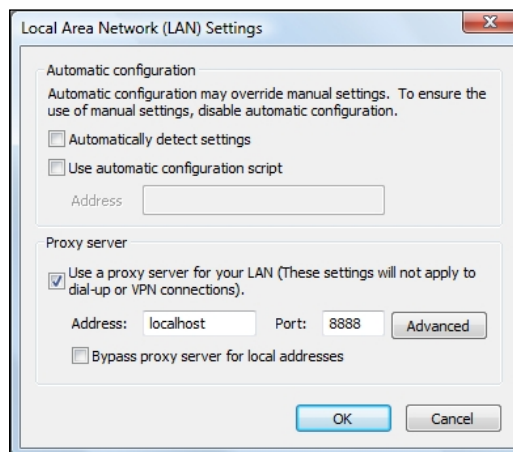 Local Area Network (LAN) Settings
Automatic configuration
Automatic configuration may override manual settings. To ensure the
use of manual settings, disable automatic configuration.
Automatically detect settings
Use automatic configuration script
Address
Proxy server
Use a proxy server for your LAN (These settings will not apply to
dial-up or VPN connections).
Address: localhost Port: 8888 Advanced
Bypass proxy server for local addresses
OK Cancel